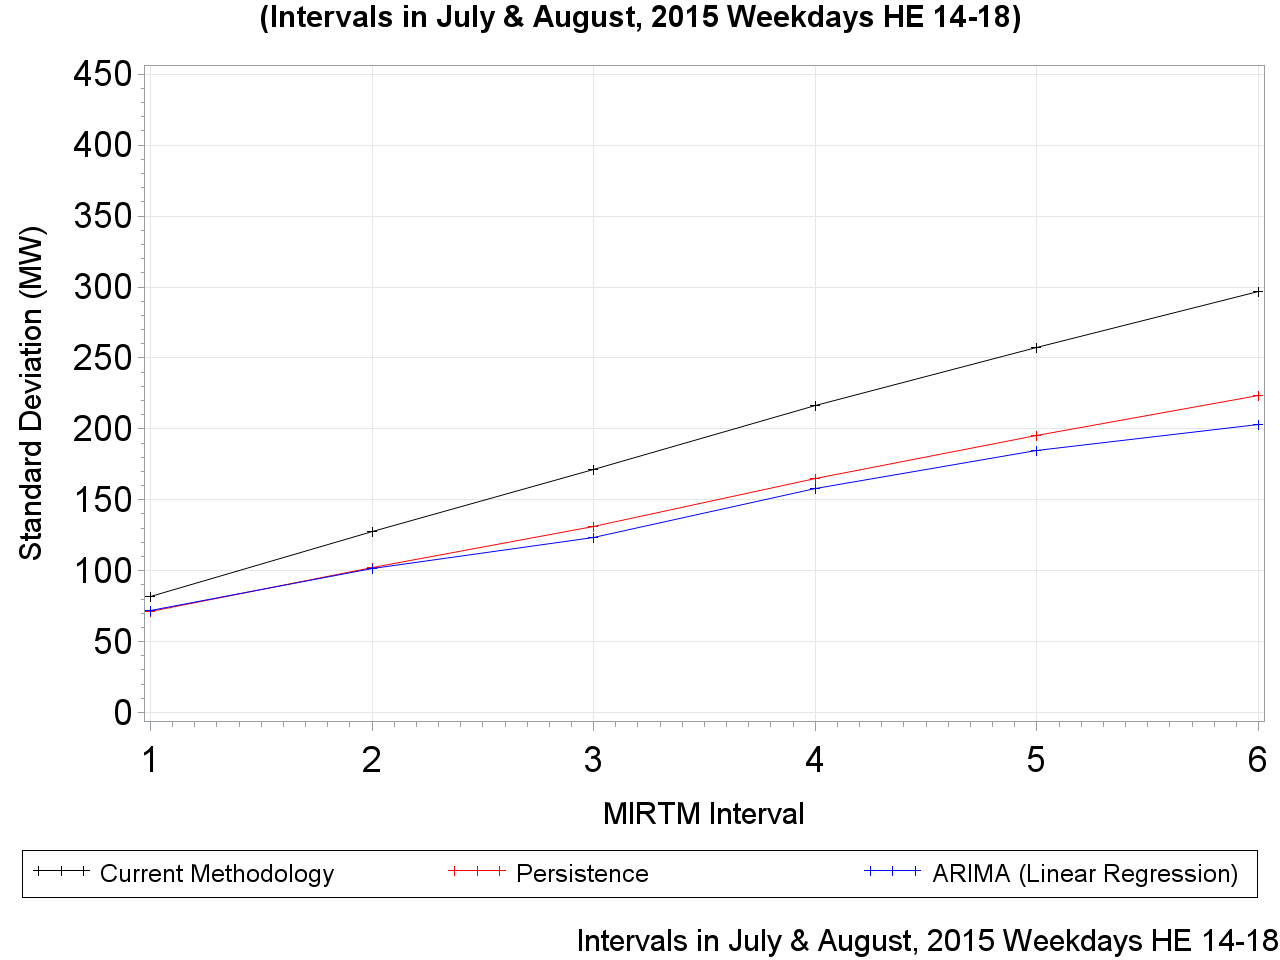 (Intervals in July & August, 2015 Weekdays HE 14-18)
450
400
350
300
250
200
150
100
50
0
Standard Deviation (MW)
1 2 3 4 5 6
MIRTM Interval
Current Methodology Persistence ARIMA (Linear Regression)
Intervals in July & August, 2015 Weekdays HE 14-18